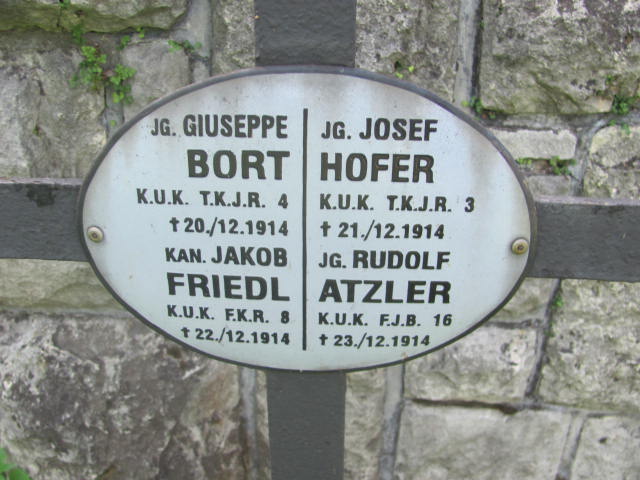 JG. GIUSEPPE
BORT
K.U.K. T.K.J.R. 4
† 20./12.1914
KAN. JAKOB
FRIEDL
K.U.K. F.K.R. 8
† 22./12.1914
JG. JOSEF
HOFER
K.U.K. T.K.J.R. 3
† 21./12.1914
JG. RUDOLF
ATZLER
K.U.K. F.J.B. 16
† 23./12.1914